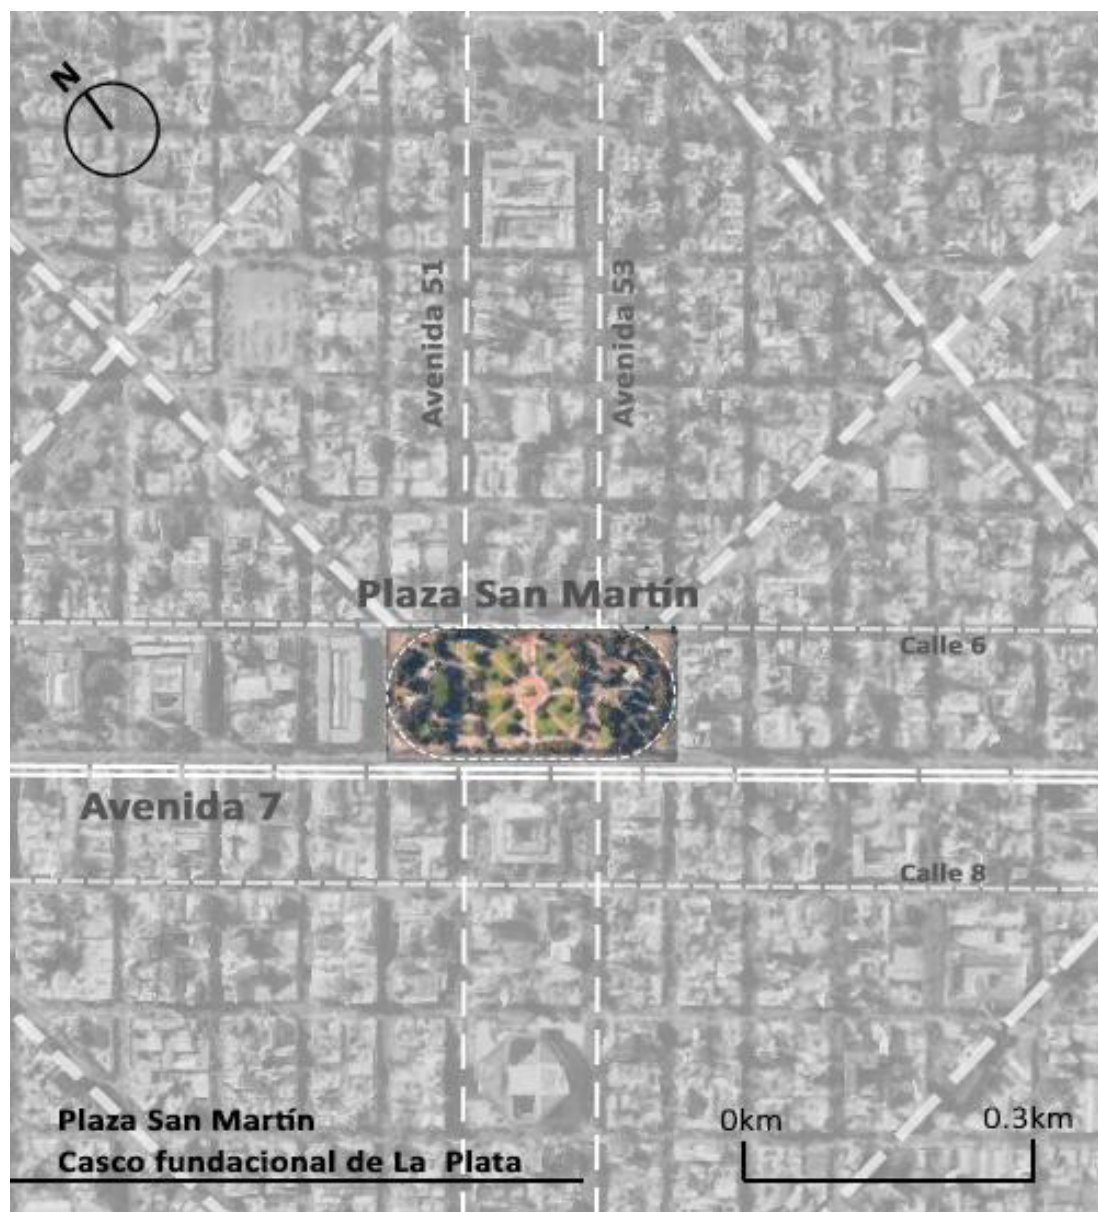 N
Avenida 51
Avenida 53
Plaza San Martín
Calle 6
Avenida 7
Calle 8
Plaza San Martín
Casco fundacional de La Plata
0km
0.3km